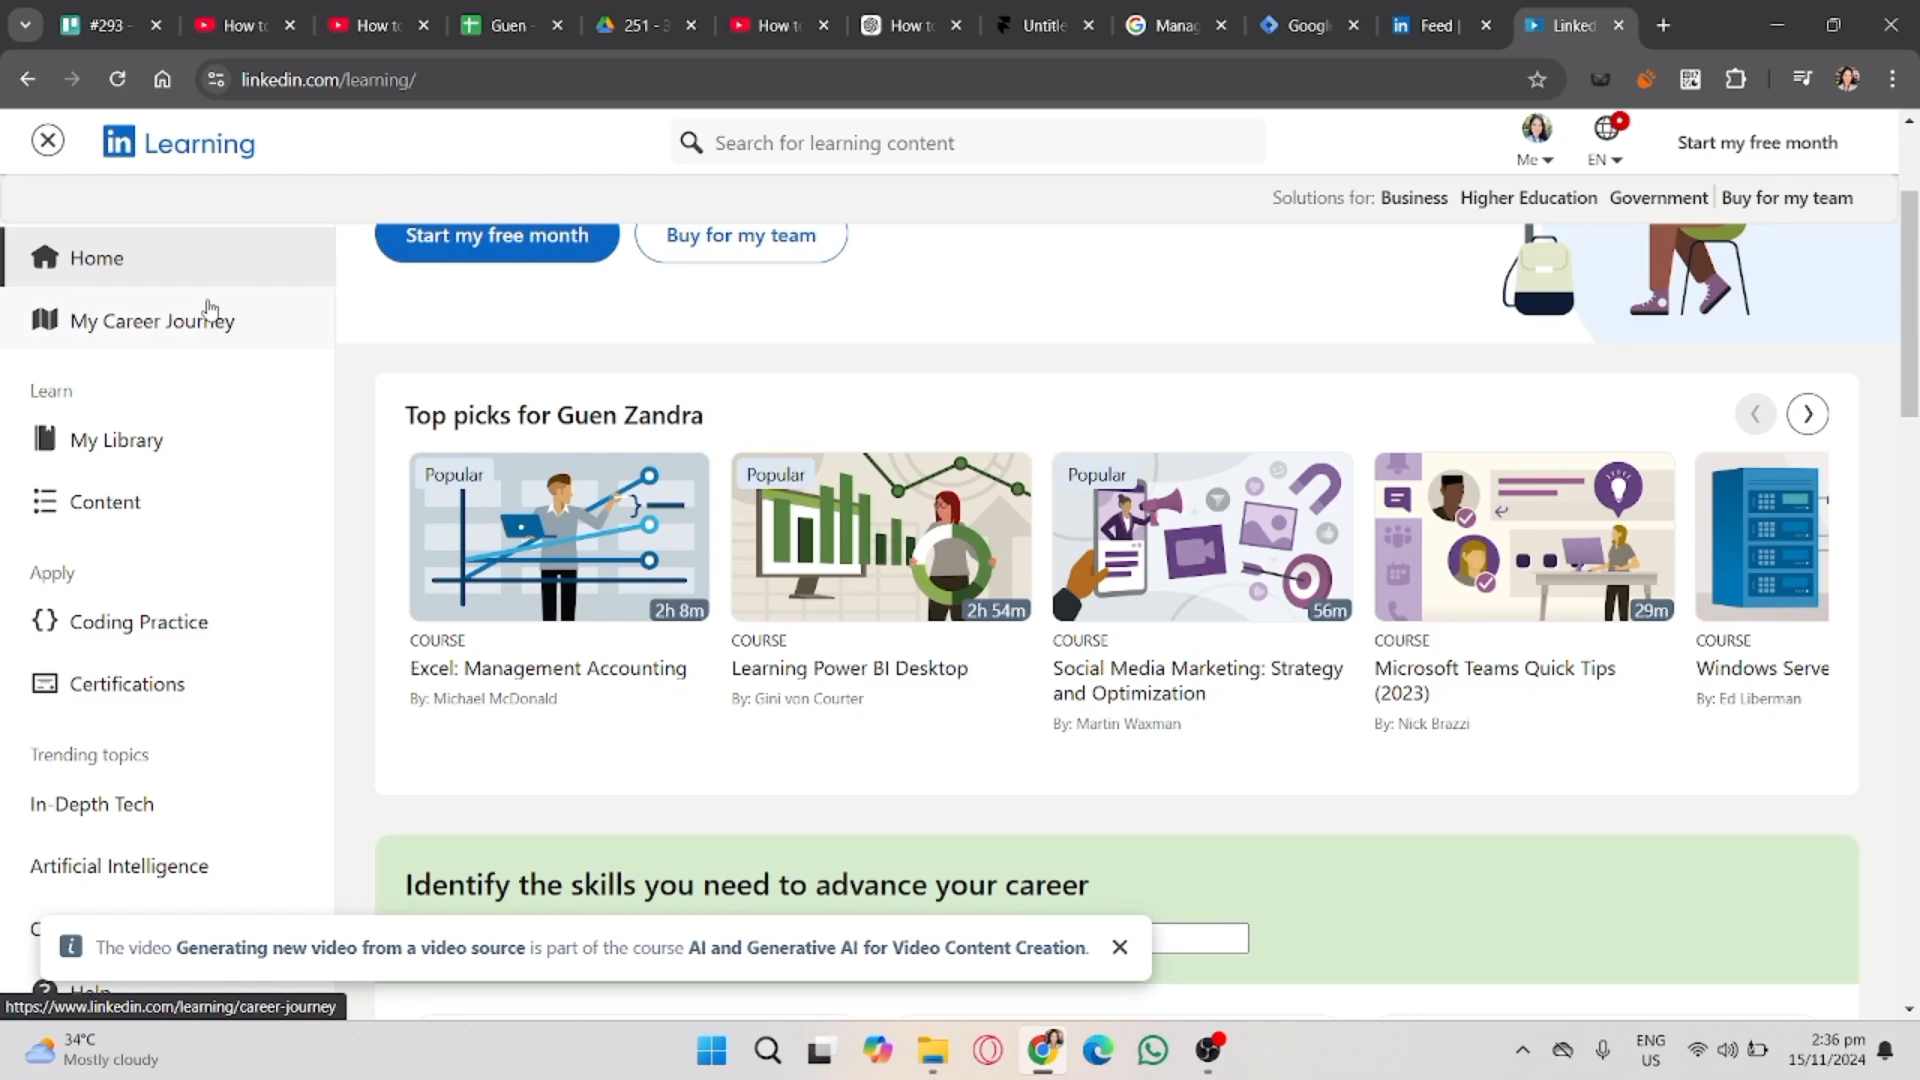 #293 -
How to
How to
Guen -
251 - 3
How to
How to
Untitle
Manag
Googl
Feed |
Linked
linkedin.com/learning/
in Learning
Search for learning content
Me
EN
Start my free month
Solutions for: Business Higher Education Government Buy for my team
Home
Start my free month
Buy for my team
My Career Journey
Learn
My Library
Content
Apply
Coding Practice
Certifications
Trending topics
In-Depth Tech
Artificial Intelligence
Help
Top picks for Guen Zandra
Popular
2h 8m
COURSE
Excel: Management Accounting
By: Michael McDonald
Popular
2h 54m
COURSE
Learning Power BI Desktop
By: Gini von Courter
Popular
56m
COURSE
Social Media Marketing: Strategy
and Optimization
By: Martin Waxman
29m
COURSE
Microsoft Teams Quick Tips
(2023)
By: Nick Brazzi
COURSE
Windows Serve
By: Ed Liberman
Identify the skills you need to advance your career
The video Generating new video from a video source is part of the course AI and Generative AI for Video Content Creation.
https://www.linkedin.com/learning/career-journey
34°C
Mostly cloudy
ENG
US
2:36 pm
15/11/2024